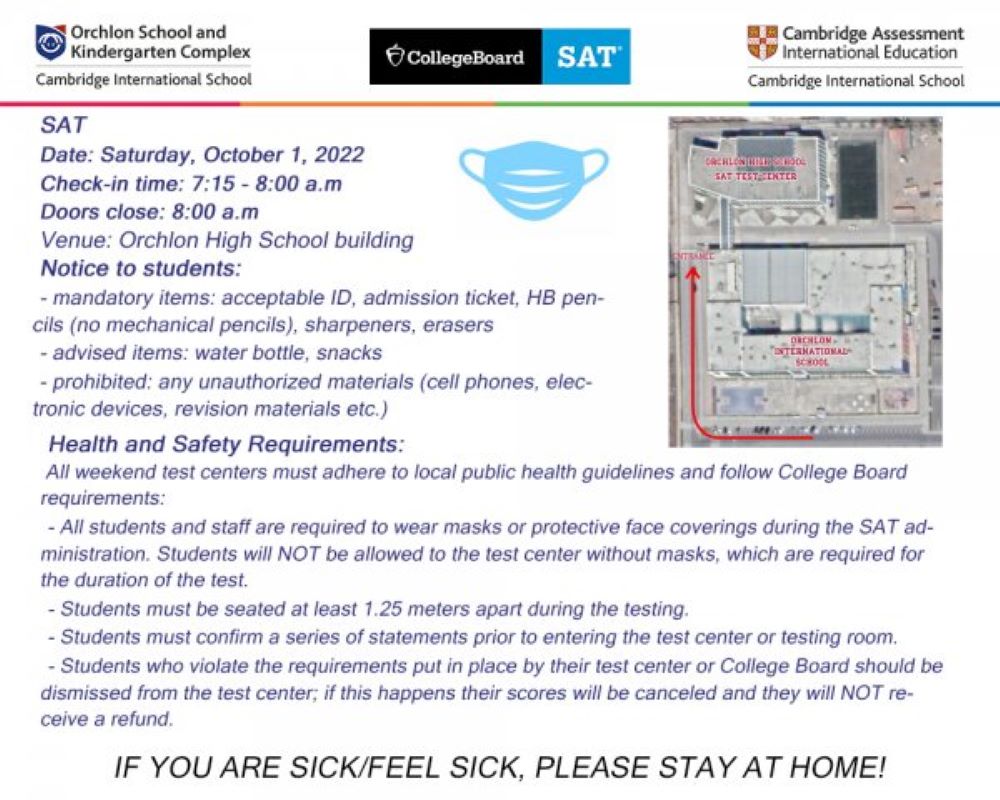 Orchlon School and
Kindergarten Complex
Cambridge International School
CollegeBoard
SAT
Cambridge Assessment
International Education
Cambridge International School
SAT
Date: Saturday, October 1, 2022
Check-in time: 7:15 - 8:00 a.m
Doors close: 8:00 a.m
Venue: Orchlon High School building
Notice to students:
- mandatory items: acceptable ID, admission ticket, HB pen-
cils (no mechanical pencils), sharpeners, erasers
- advised items: water bottle, snacks
- prohibited: any unauthorized materials (cell phones, elec-
tronic devices, revision materials etc.)
ORCHLON HIGH SCHOOL
SAT TEST CENTER
ENTRANCE
ORCHLON
INTERNATIONAL
SCHOOL
Health and Safety Requirements:
All weekend test centers must adhere to local public health guidelines and follow College Board
requirements:
- All students and staff are required to wear masks or protective face coverings during the SAT ad-
ministration. Students will NOT be allowed to the test center without masks, which are required for
the duration of the test.
- Students must be seated at least 1.25 meters apart during the testing.
- Students must confirm a series of statements prior to entering the test center or testing room.
- Students who violate the requirements put in place by their test center or College Board should be
dismissed from the test center; if this happens their scores will be canceled and they will NOT re-
ceive a refund.
IF YOU ARE SICK/FEEL SICK, PLEASE STAY AT HOME!